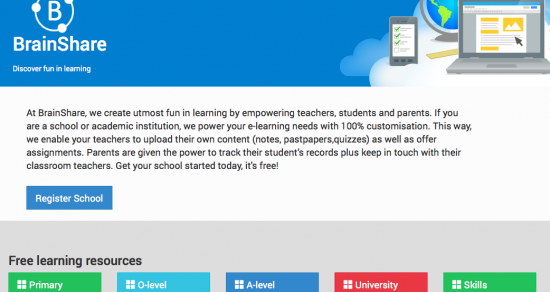 B
BrainShare
Discover fun in learning
At BrainShare, we create utmost fun in learning by empowering teachers, students and parents. If you
are a school or academic institution, we power your e-learning needs with 100% customisation. This way,
we enable your teachers to upload their own content (notes, pastpapers,quizzes) as well as offer
assignments. Parents are given the power to track their student's records plus keep in touch with their
classroom teachers. Get your school started today, it's free!
Register School
Free learning resources
Primary
O-level
A-level
University
Skills